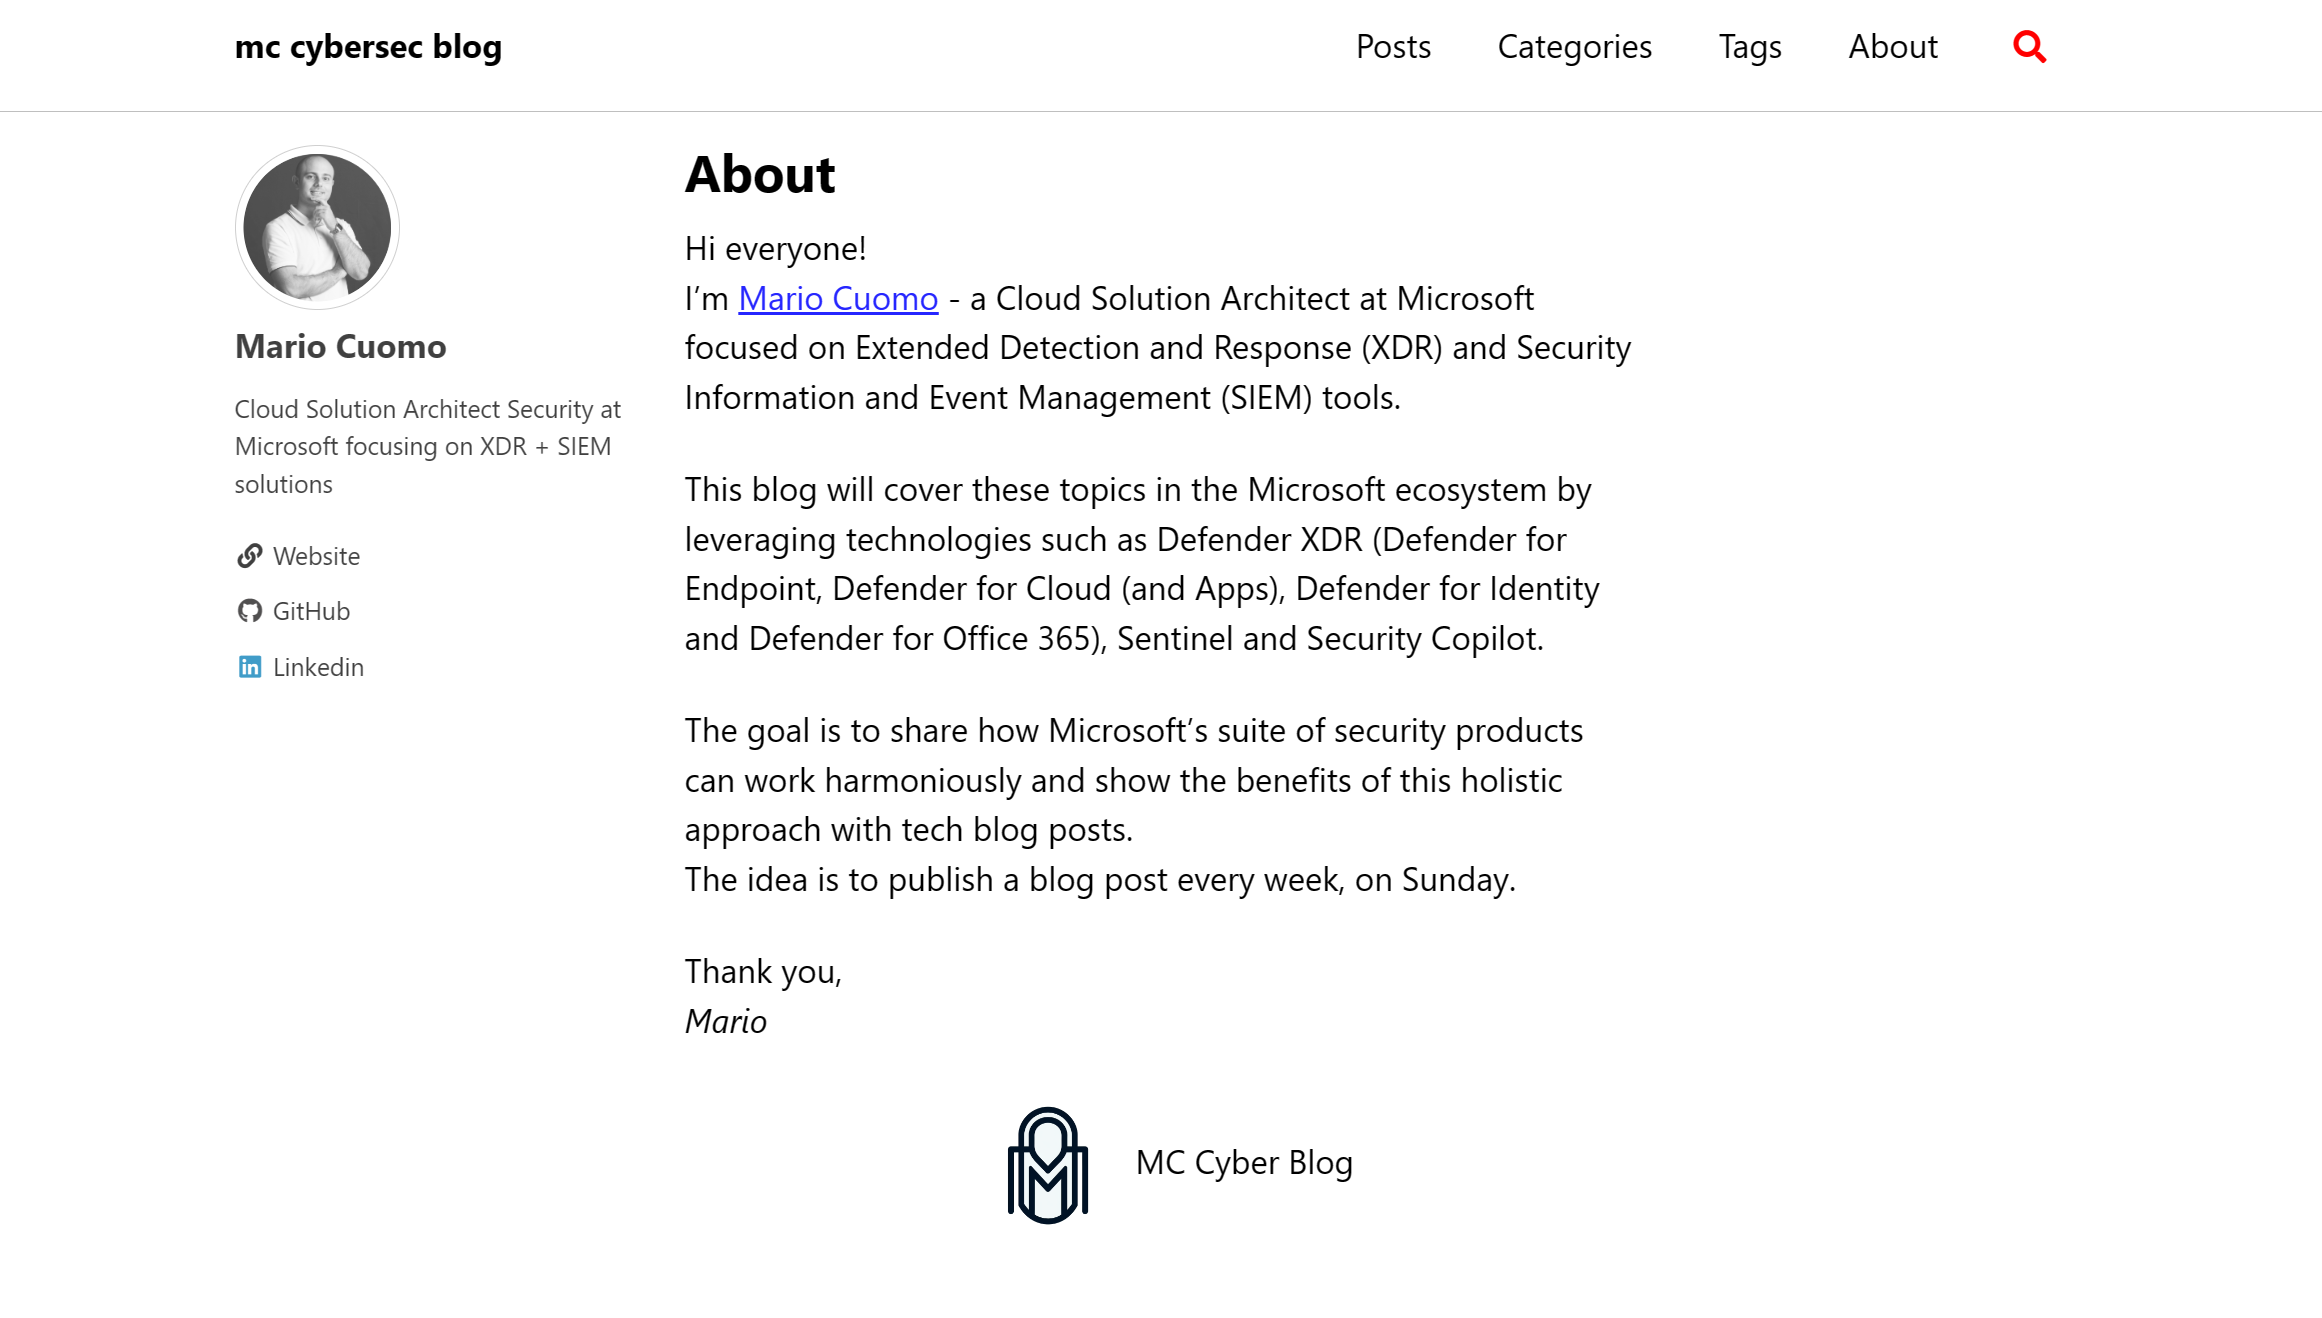 mc cybersec blog
Posts
Categories
Tags
About
Mario Cuomo
Cloud Solution Architect Security at
Microsoft focusing on XDR + SIEM
solutions
Website
GitHub
Linkedin
About
Hi everyone!
I’m Mario Cuomo - a Cloud Solution Architect at Microsoft
focused on Extended Detection and Response (XDR) and Security
Information and Event Management (SIEM) tools.
This blog will cover these topics in the Microsoft ecosystem by
leveraging technologies such as Defender XDR (Defender for
Endpoint, Defender for Cloud (and Apps), Defender for Identity
and Defender for Office 365), Sentinel and Security Copilot.
The goal is to share how Microsoft’s suite of security products
can work harmoniously and show the benefits of this holistic
approach with tech blog posts.
The idea is to publish a blog post every week, on Sunday.
Thank you,
Mario
MC Cyber Blog